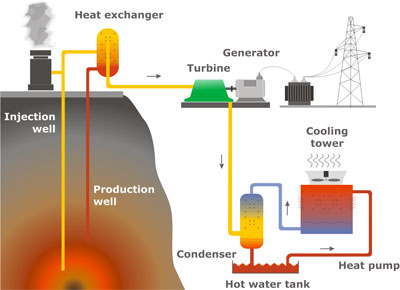 Heat exchanger
Generator
Turbine
Injection
well
Production
well
Cooling
tower
Condenser
Heat pump
Hot water tank